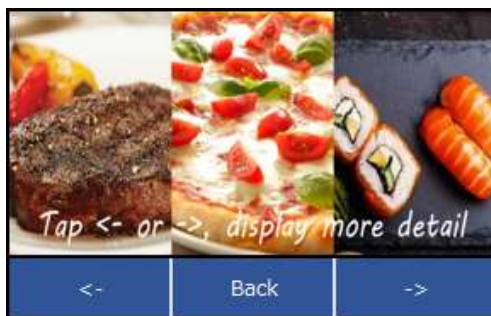 Tap <- or ->, display more detail
<- Back ->